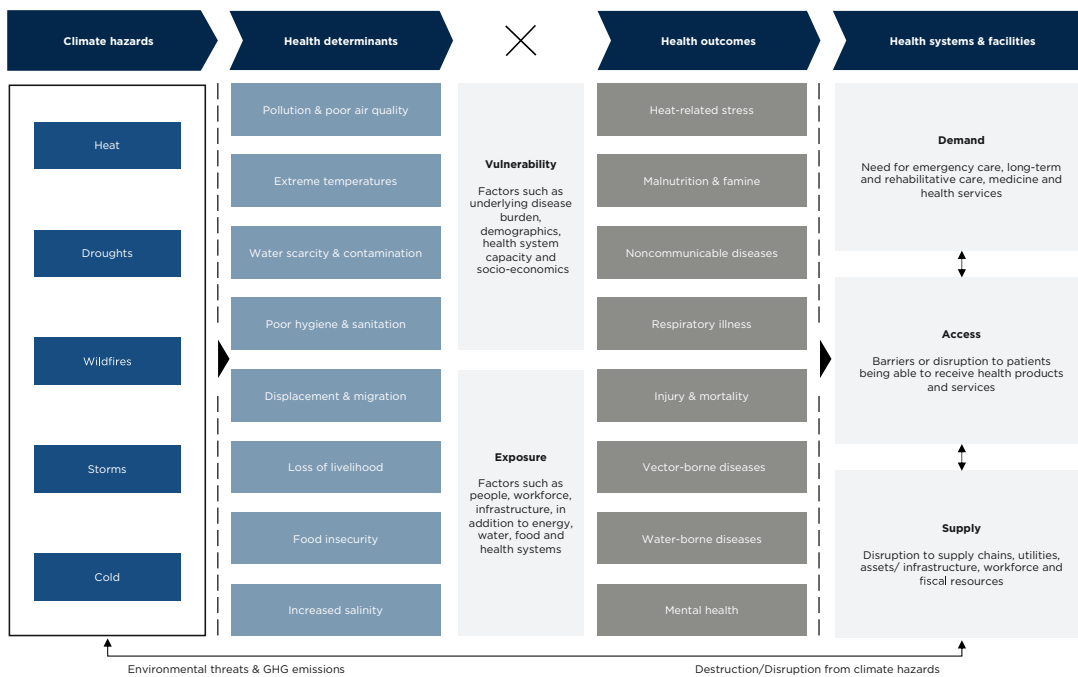 Climate hazards
Health determinants
Health outcomes
Health systems & facilities
Heat
Droughts
Wildfires
Storms
Cold
Pollution & poor air quality
Extreme temperatures
Water scarcity & contamination
Poor hygiene & sanitation
Displacement & migration
Loss of livelihood
Food insecurity
Increased salinity
Vulnerability
Factors such as
underlying disease
burden,
demographics,
health system
capacity and
socio-economics
Exposure
Factors such as
people, workforce,
infrastructure, in
addition to energy,
water, food and
health systems
Heat-related stress
Malnutrition & famine
Noncommunicable diseases
Respiratory illness
Injury & mortality
Vector-borne diseases
Water-borne diseases
Mental health
Demand
Need for emergency care, long-term
and rehabilitative care, medicine and
health services
Access
Barriers or disruption to patients
being able to receive health products
and services
Supply
Disruption to supply chains, utilities,
assets/ infrastructure, workforce and
fiscal resources
Environmental threats & GHG emissions
Destruction/Disruption from climate hazards